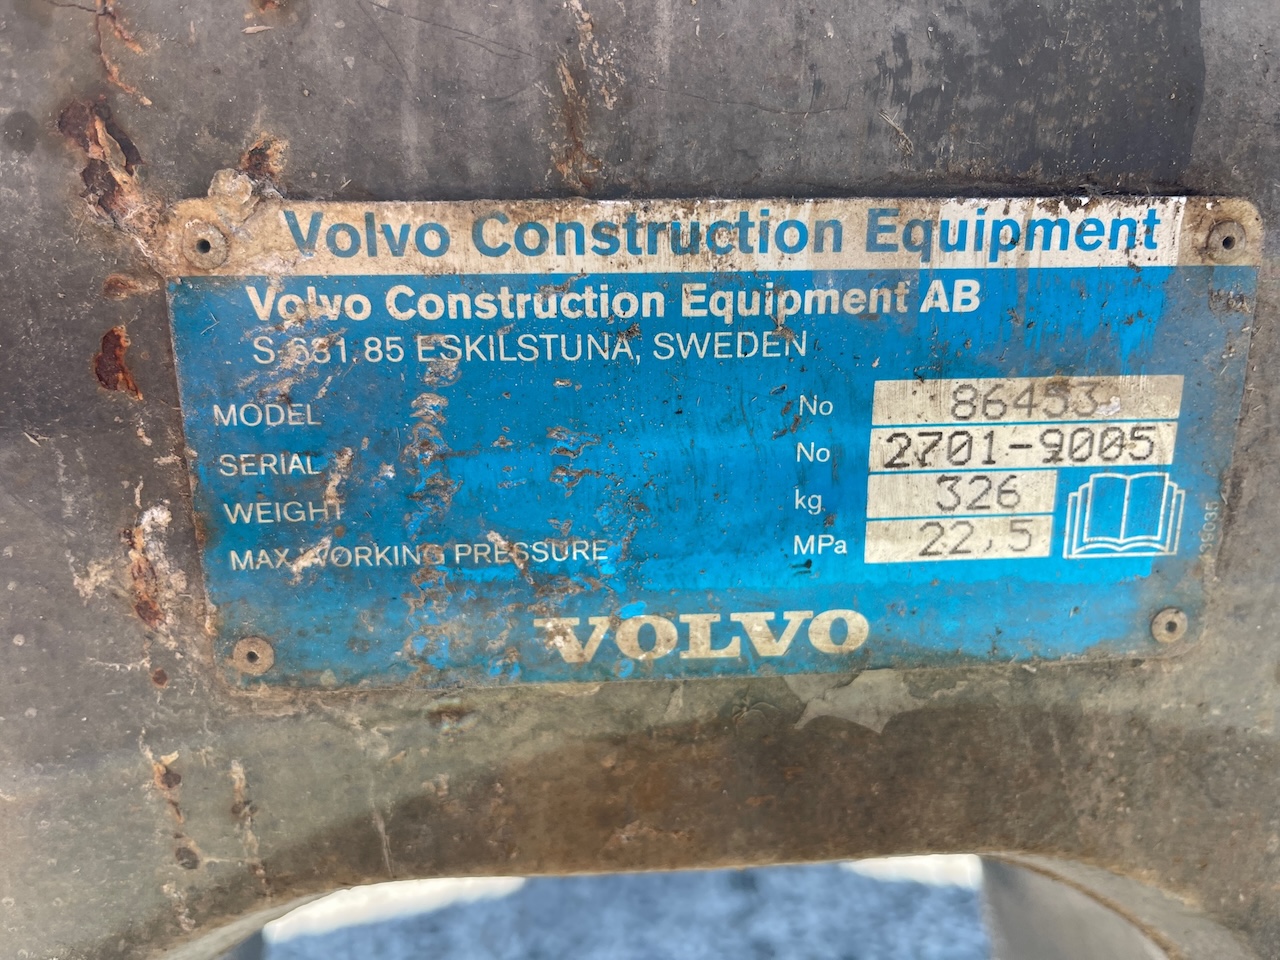 Volvo Construction Equipment
Volvo Construction Equipment AB
S-631 85 ESKILSTUNA, SWEDEN
MODEL No 86453
SERIAL No 2701-9005
WEIGHT kg 326
MAX WORKING PRESSURE MPa 22,5
VOLVO